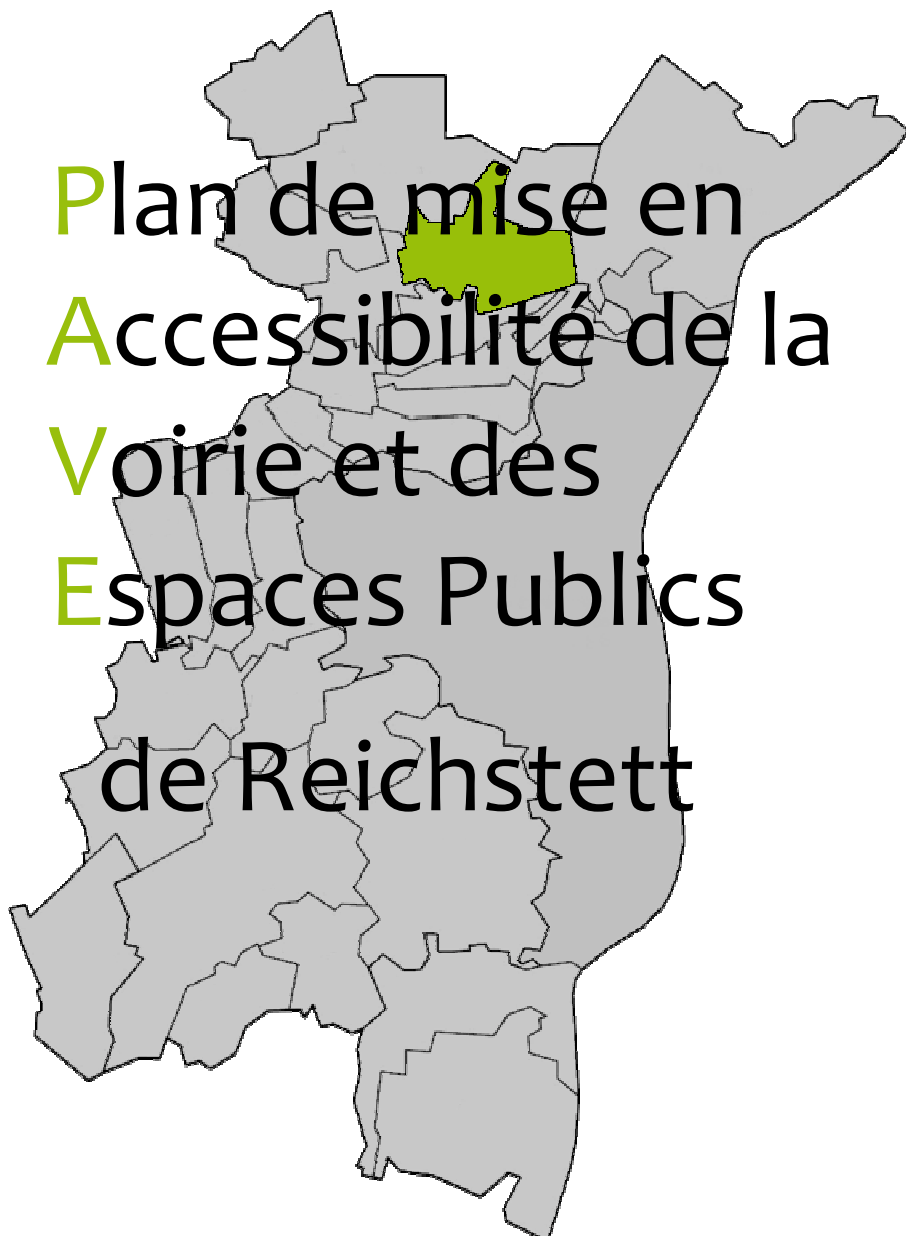 Plan de mise en
Accessibilité de la
Voirie et des
Espaces Publics
de Reichstett